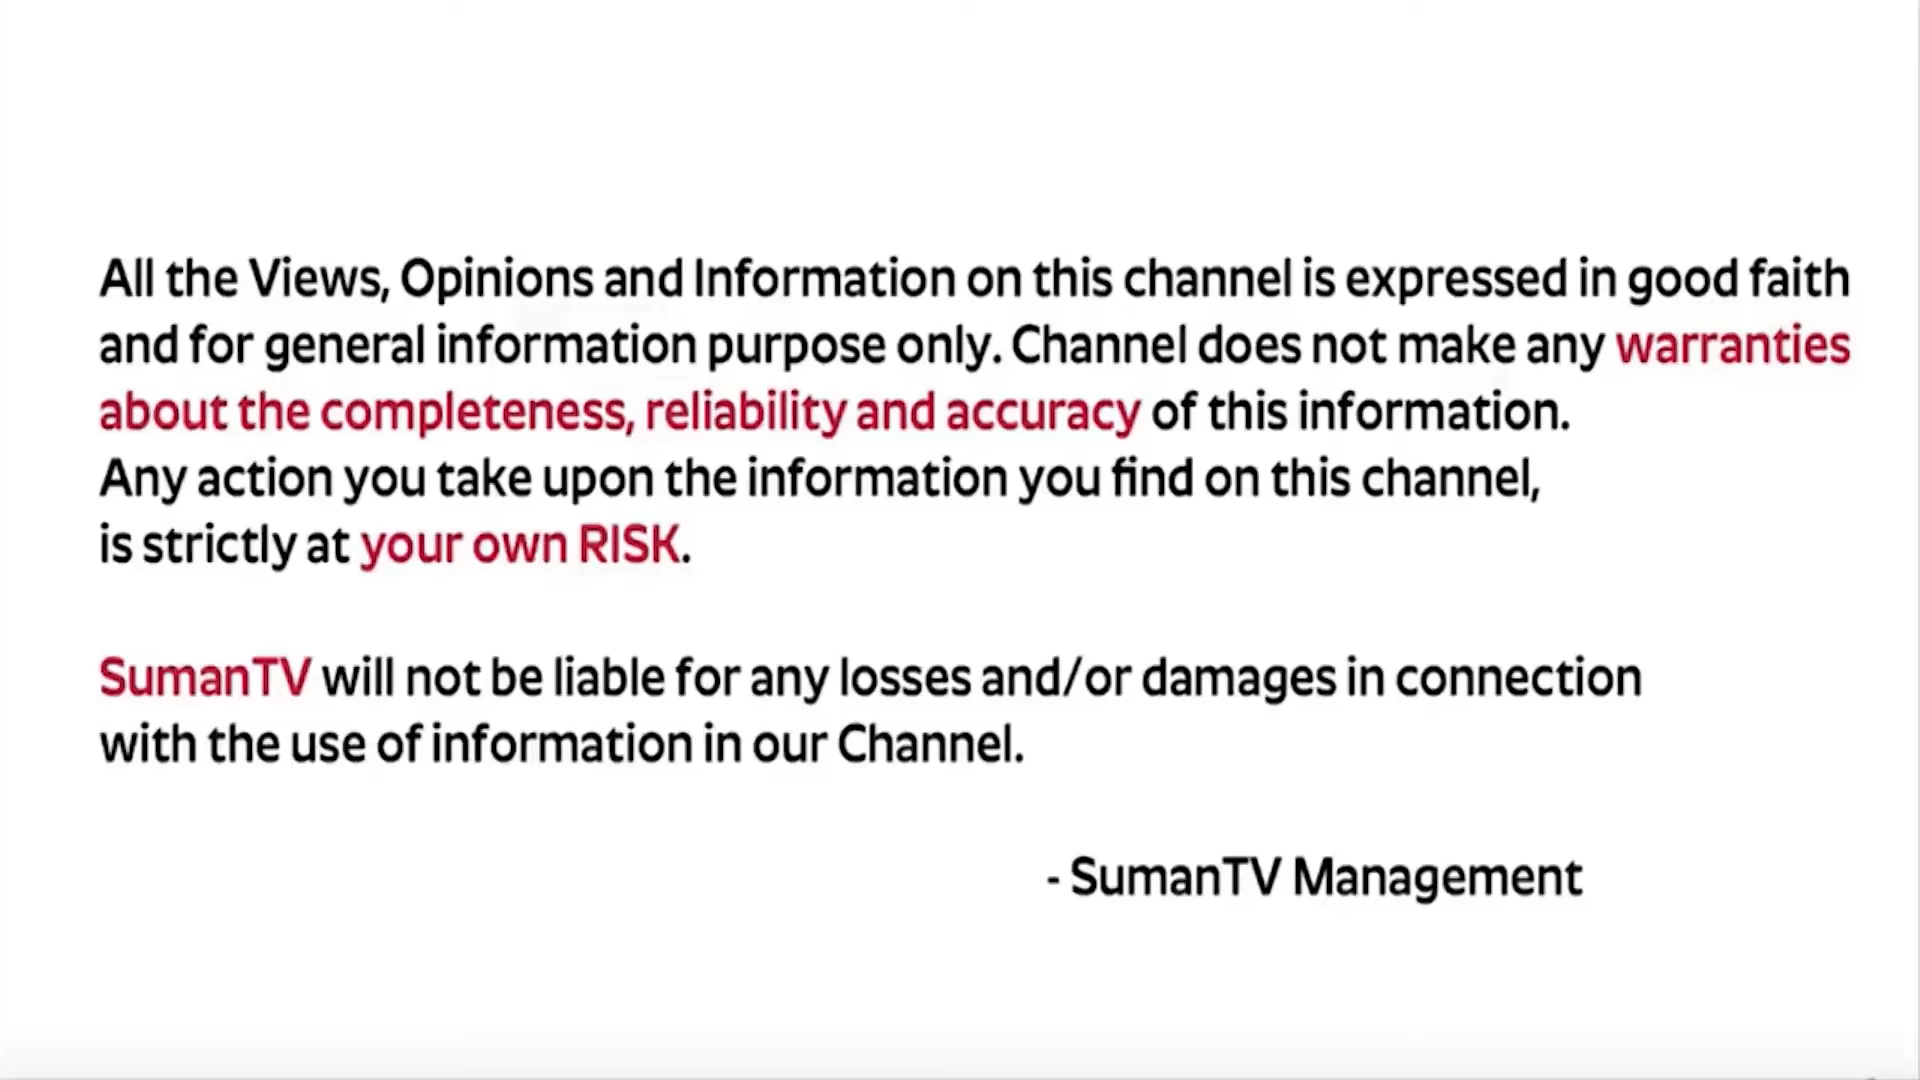 All the Views, Opinions and Information on this channel is expressed in good faith
and for general information purpose only. Channel does not make any warranties
about the completeness, reliability and accuracy of this information.
Any action you take upon the information you find on this channel,
is strictly at your own RISK.
SumanTV will not be liable for any losses and/or damages in connection
with the use of information in our Channel.
- SumanTV Management